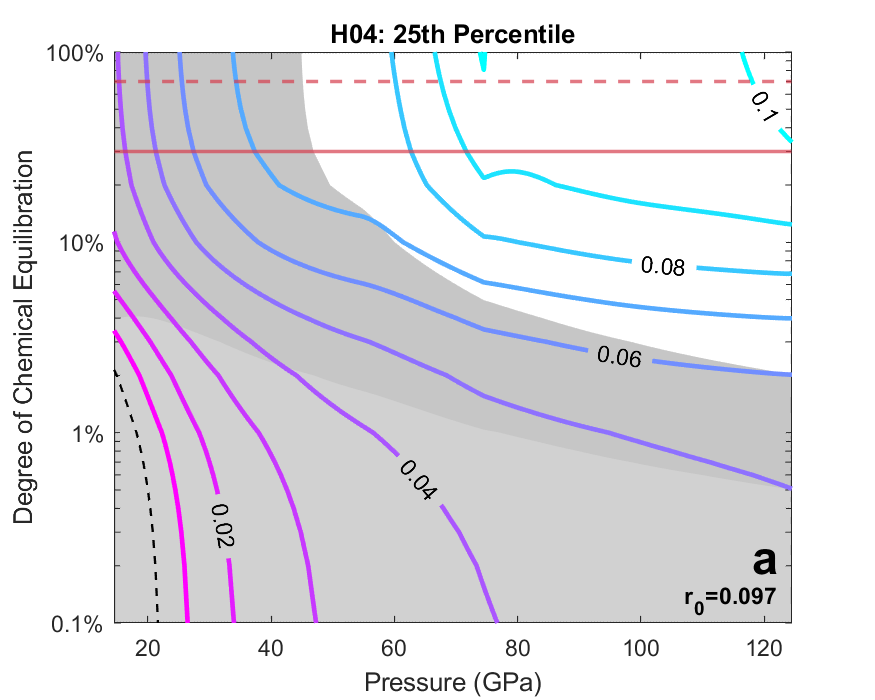 H04: 25th Percentile
100%
10%
1%
0.1%
Degree of Chemical Equilibration
0.1
0.08
0.06
0.04
0.02
a
r0=0.097
20 40 60 80 100 120
Pressure (GPa)